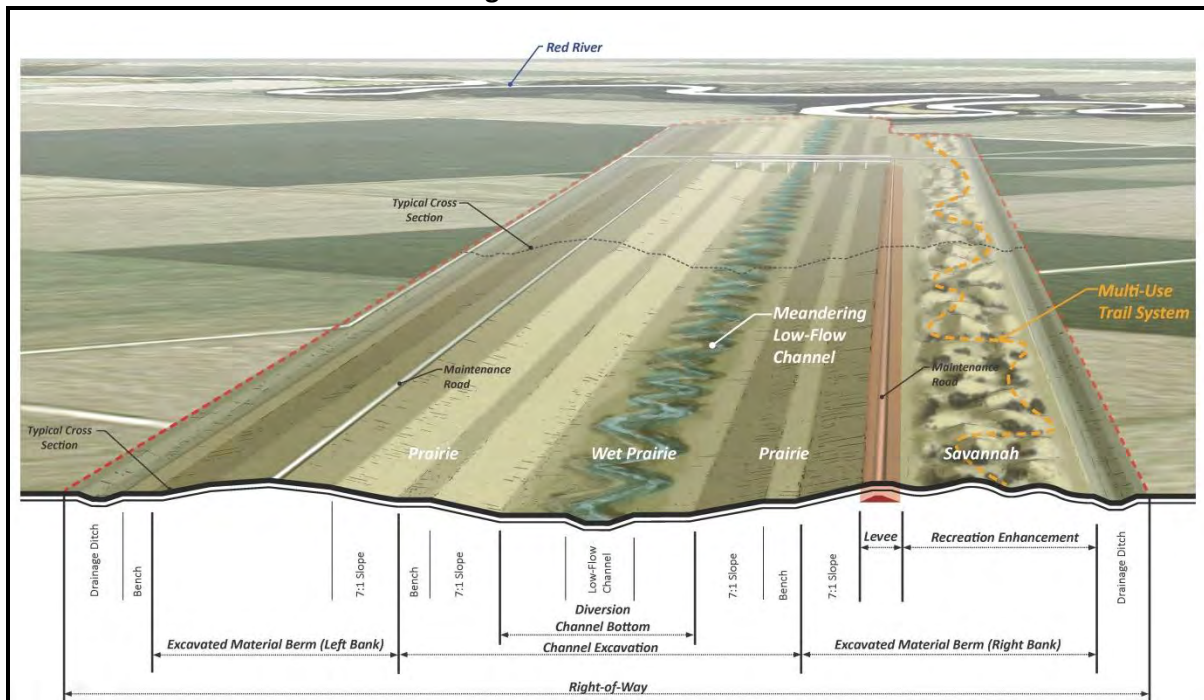 Red River
Typical Cross
Section
Multi-Use
Trail System
Meandering
Low-Flow
Channel
Maintenance
Road
Maintenance
Road
Typical Cross
Section
Prairie
Wet Prairie
Prairie
Savannah
Levee
Recreation Enhancement
Drainage Ditch
Bench
7:1 Slope
Bench
7:1 Slope
Low-Flow
Channel
7:1 Slope
Bench
7:1 Slope
Drainage Ditch
Diversion
Channel Bottom
Excavated Material Berm (Left Bank)
Channel Excavation
Excavated Material Berm (Right Bank)
Right-of-Way